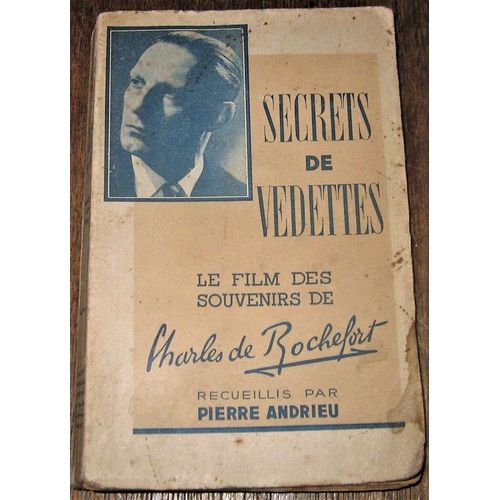 SECRETS
DE
VEDETTES
LE FILM DES
SOUVENIRS DE
Charles de Rochefort
RECUEILLIS PAR
PIERRE ANDRIEU